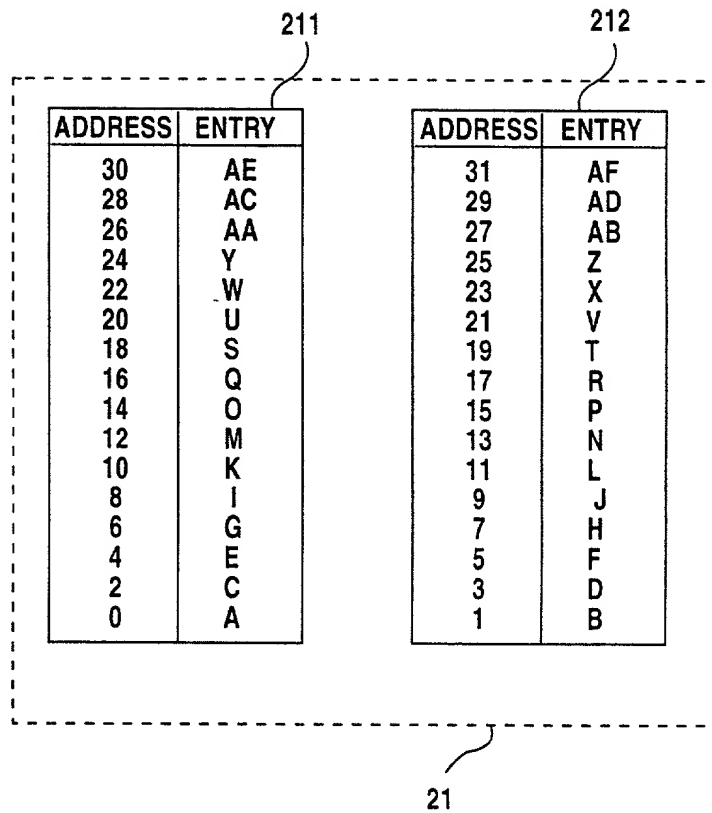 211 212
ADDRESS ENTRY ADDRESS ENTRY
30 AE 31 AF
28 AC 29 AD
26 AA 27 AB
24 Y 25 Z
22 W 23 X
20 U 21 V
18 S 19 T
16 Q 17 R
14 O 15 P
12 M 13 N
10 K 11 L
8 I 9 J
6 G 7 H
4 E 5 F
2 C 3 D
0 A 1 B
21